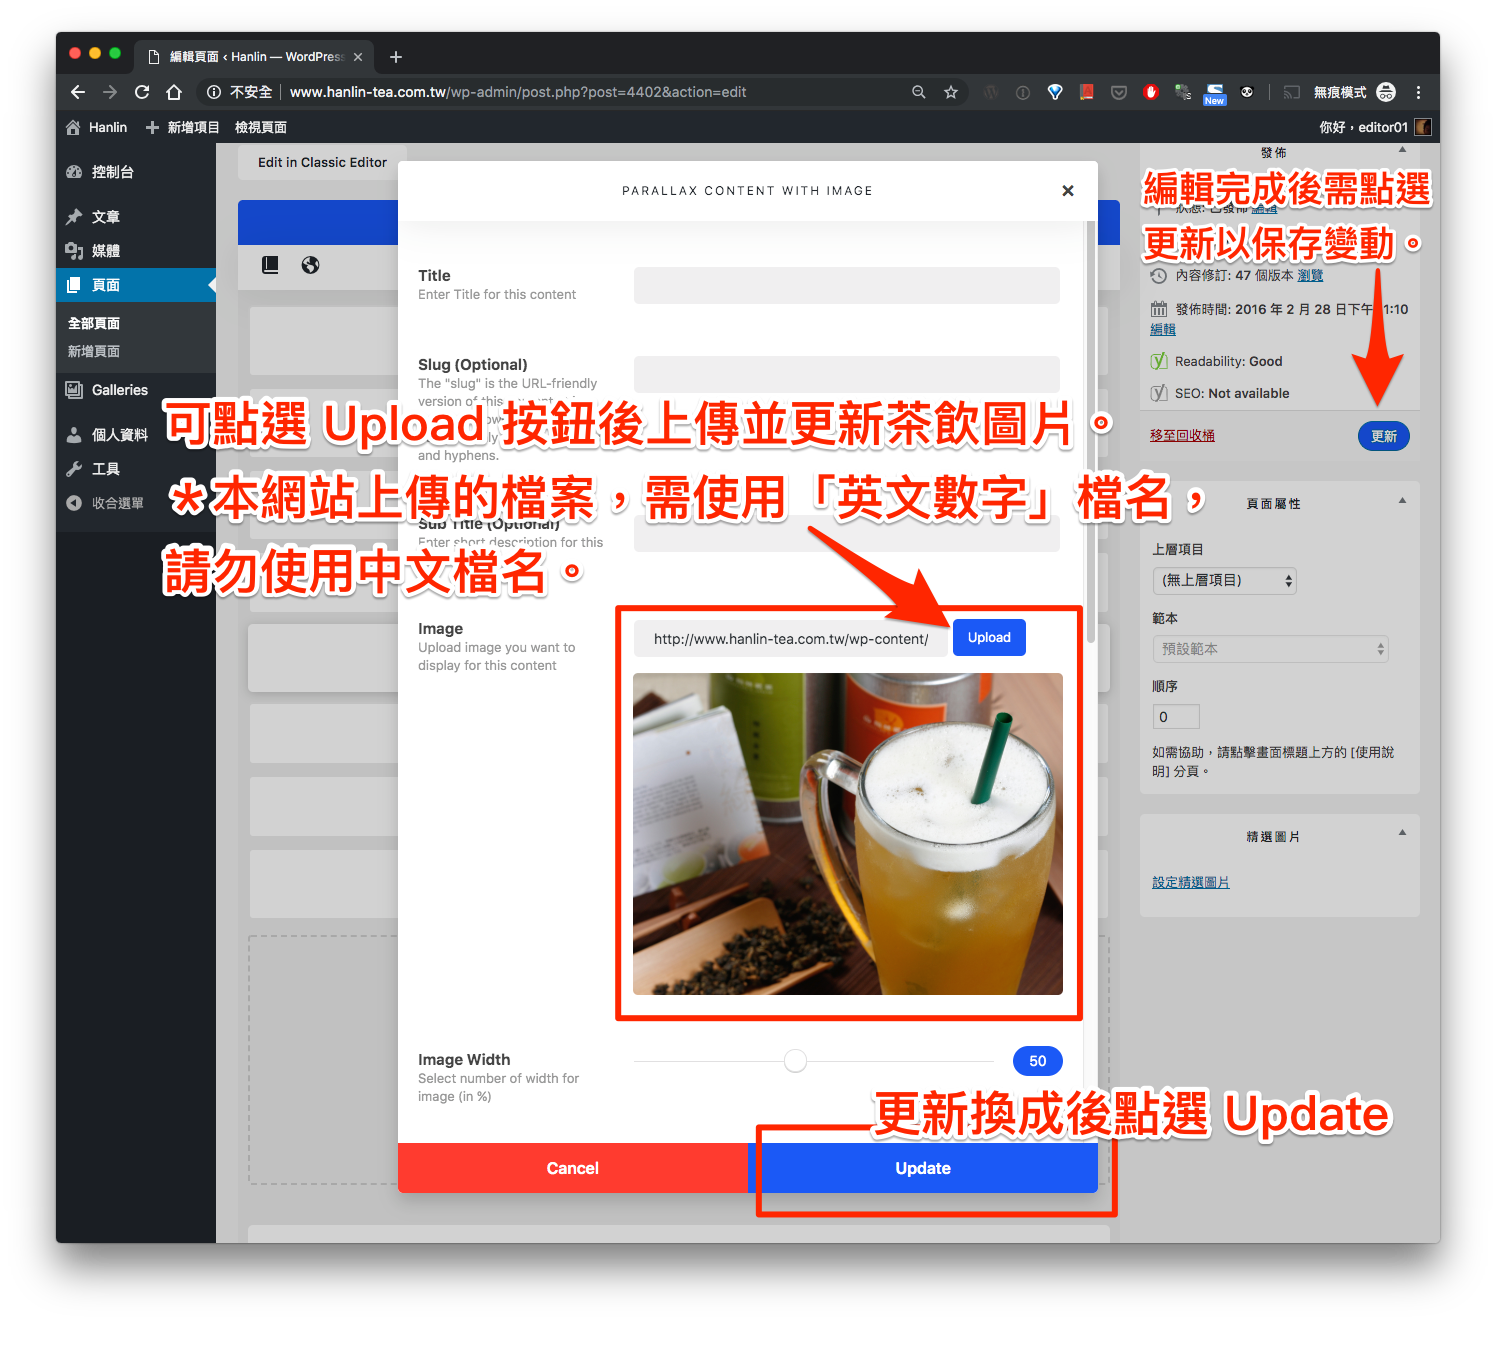 編輯頁面 ‹ Hanlin — WordPress
不安全 www.hanlin-tea.com.tw/wp-admin/post.php?post=4402&action=edit
New
無痕模式
Hanlin
新增項目
檢視頁面
你好,editor01
控制台
文章
媒體
頁面
全部頁面
新增頁面
Galleries
個人資料
工具
收合選單
Edit in Classic Editor
PARALLAX CONTENT WITH IMAGE
Title
Enter Title for this content
Slug (Optional)
The "slug" is the URL-friendly
version of this
and hyphens.
可點選 Upload 按鈕後上傳並更新茶飲圖片。
*本網站上傳的檔案,需使用「英文數字」檔名,
請勿使用中文檔名。
Sub Title (Optional)
Enter short description for this
Image
Upload image you want to
display for this content
http://www.hanlin-tea.com.tw/wp-content/
Upload
Image Width
Select number of width for
image (in %)
50
更新換成後點選 Update
Cancel
Update
發佈
編輯完成後需點選
更新以保存變動。
狀態: 已發佈 編輯
內容修訂: 47 個版本 瀏覽
發佈時間: 2016 年 2 月 28 日下午 1:10
編輯
Readability: Good
SEO: Not available
移至回收桶
更新
頁面屬性
上層項目
(無上層項目)
範本
預設範本
順序
0
如需協助,請點擊畫面標題上方的 [使用說
明] 分頁。
精選圖片
設定精選圖片